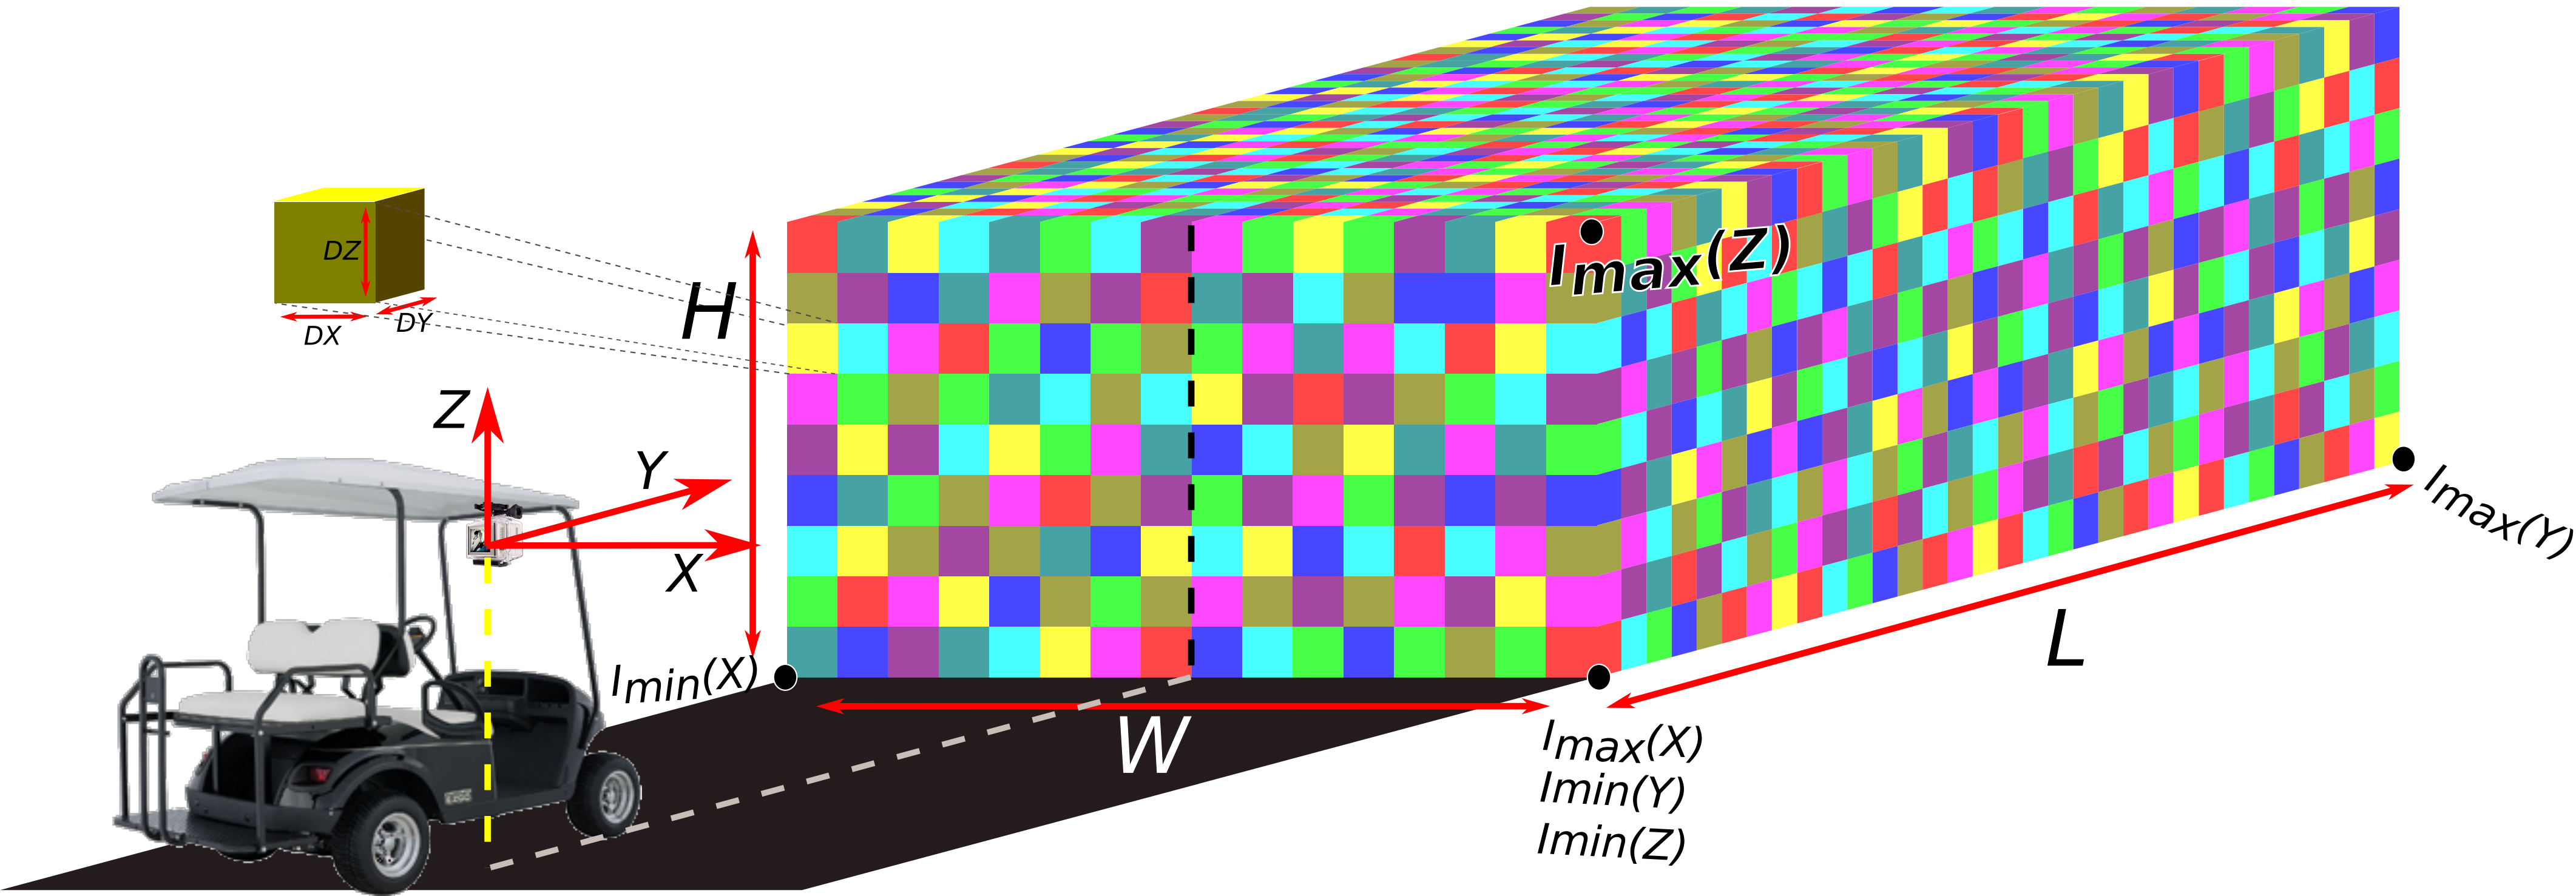 Imax(Z)
DZ
DX
DY
H
Z
Y
X
Imin(X)
W
L
Imax(Y)
Imax(X)
Imin(Y)
Imin(Z)